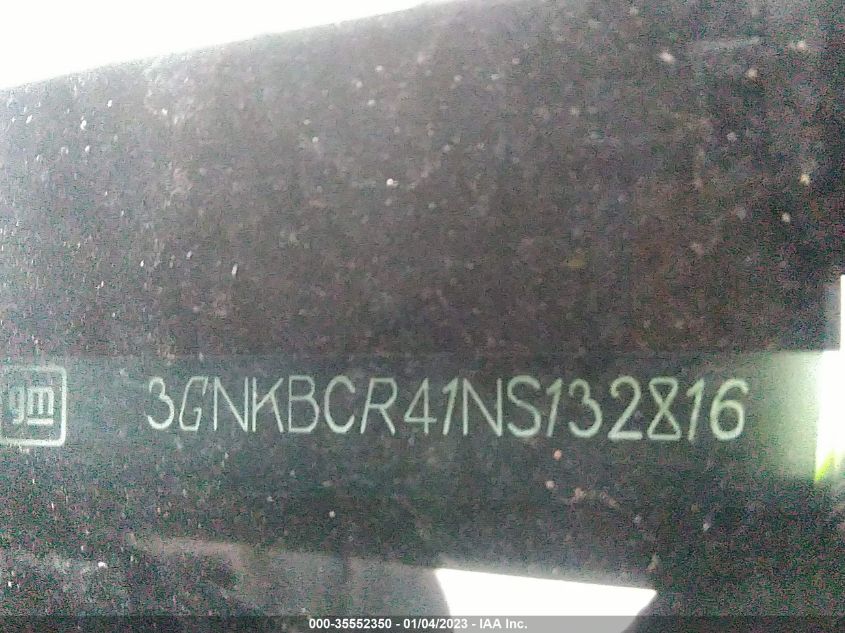 gm 3GNKBCR41NS132816
000-35552350 - 01/04/2023 - IAA Inc.